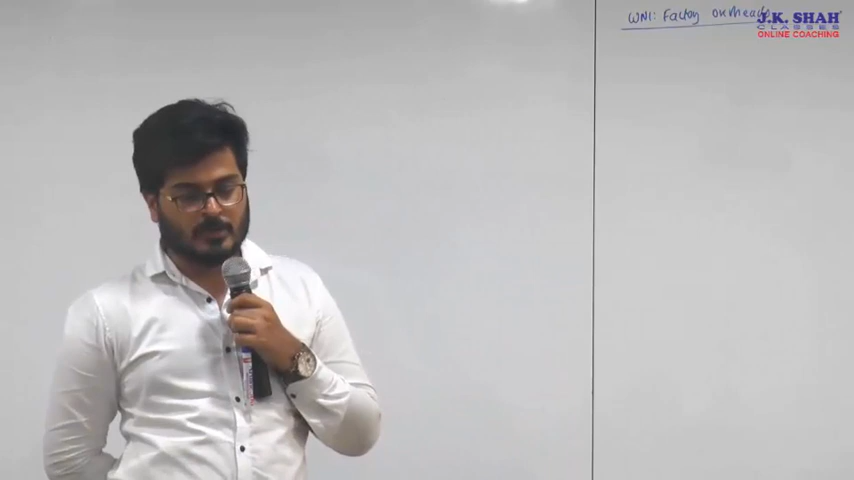 WN1: Factory overheads
J.K. SHAH
CLASSES
ONLINE COACHING